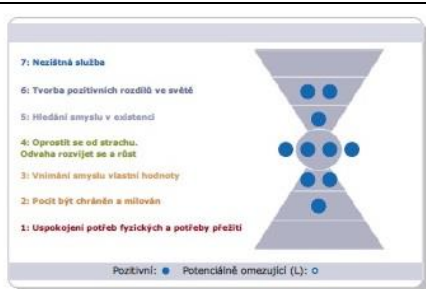 7: Nezištná služba
6: Tvorba pozitivních rozdílů ve světě
5: Hledání smyslu v existenci
4: Oprostit se od strachu.
Odvaha rozvíjet se a růst
3: Vnímání smyslu vlastní hodnoty
2: Pocit být chráněn a milován
1: Uspokojení potřeb fyzických a potřeby přežití
Pozitivní: Potenciálně omezující (L):